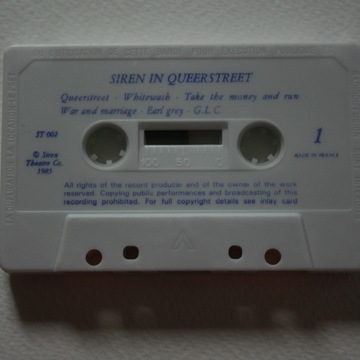 SIREN IN QUEERSTREET
Queerstreet - Whitewash - Take the money and run -
War and marriage - Earl grey - G.L.C
ST 001
1
MADE IN FRANCE
© Siren
Theatre Co.
1985
100 50 0
All rights of the record producer and of the owner of the work
reserved. Copying public performances and broadcasting of this
recording prohibited. For full copyright details see inlay card